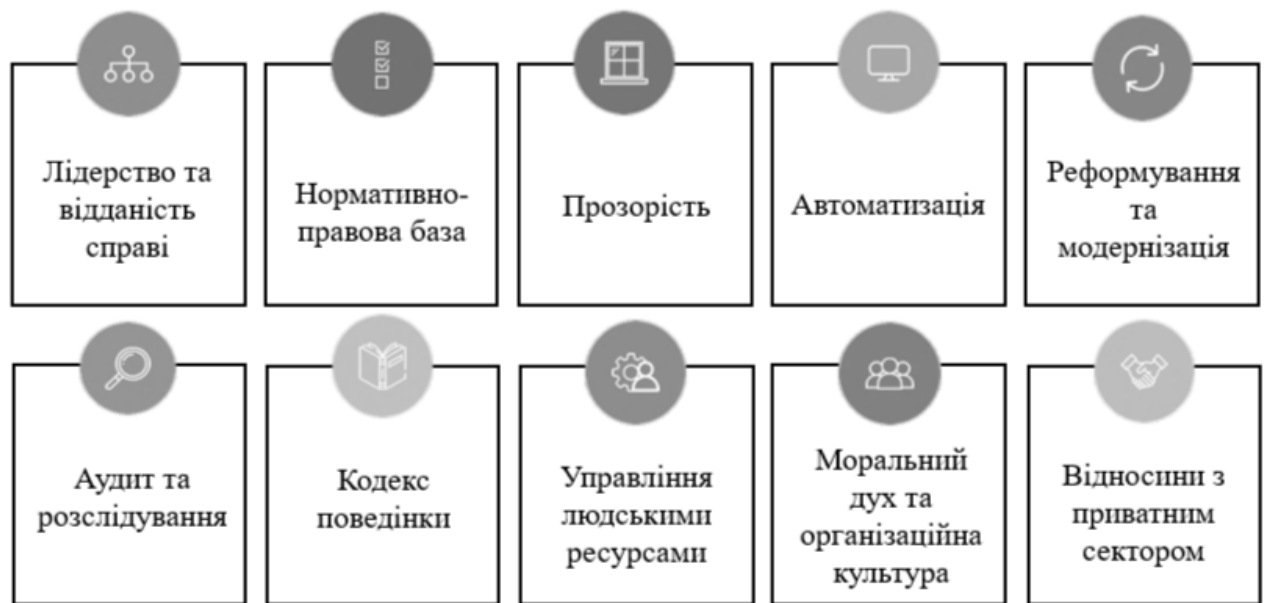 Лідерство та
відданість
справі
Нормативно-
правова база
Прозорість
Автоматизація
Реформування
та
модернізація
Аудит та
розслідування
Кодекс
поведінки
Управління
людськими
ресурсами
Моральний
дух та
організаційна
культура
Відносини з
приватним
сектором